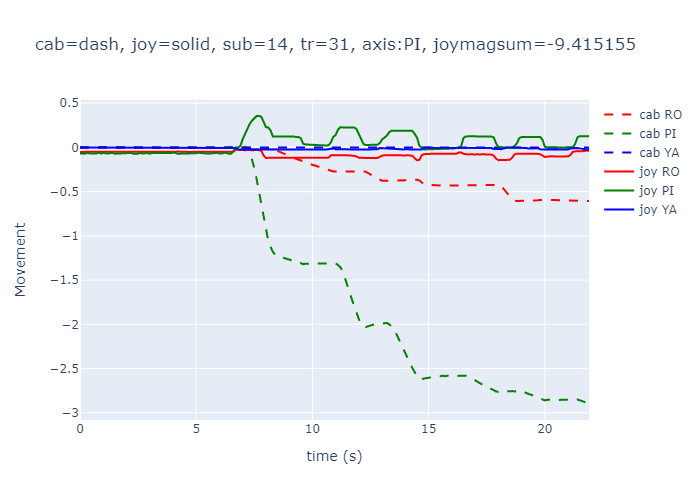 cab=dash, joy=solid, sub=14, tr=31, axis:PI, joymagsum=-9.415155
0.5
0
−0.5
−1
−1.5
−2
−2.5
−3
0
5
10
15
20
time (s)
Movement
cab RO
cab PI
cab YA
joy RO
joy PI
joy YA